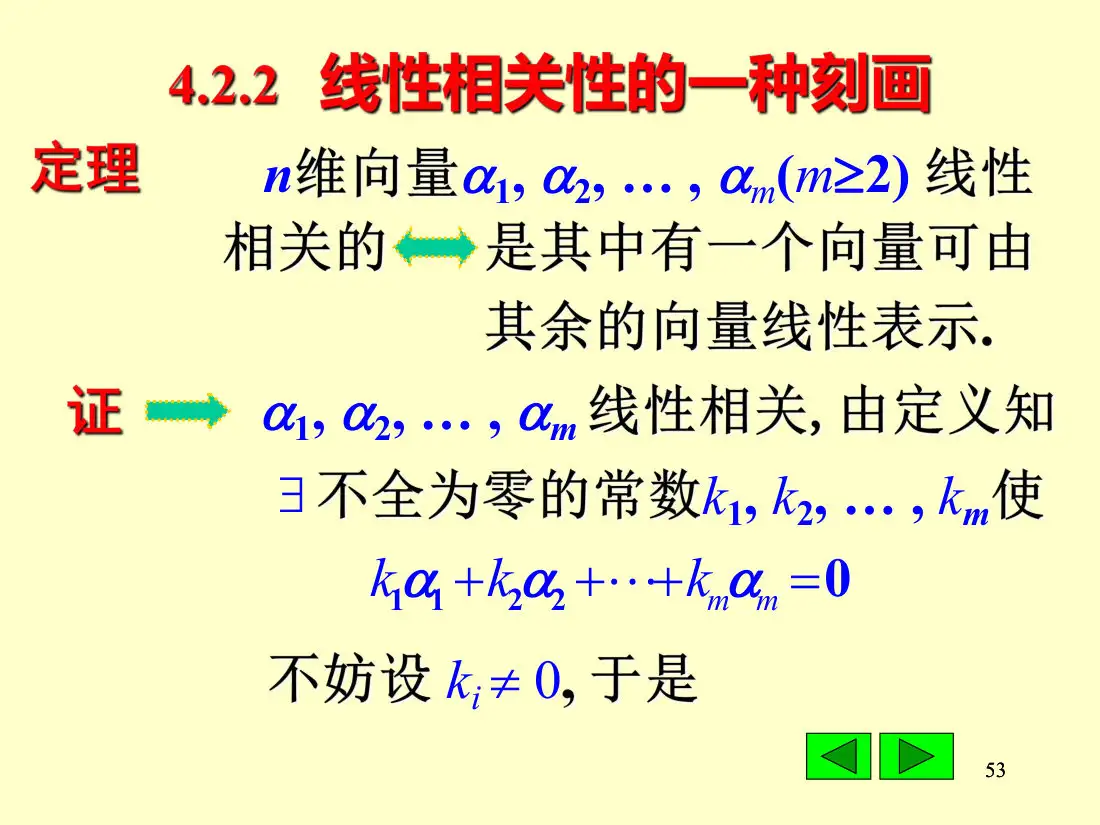 4.2.2 线性相关性的一种刻画
定理 n维向量α1, α2, … , αm(m≥2) 线性
相关的 是其中有一个向量可由
其余的向量线性表示.
证 α1, α2, … , αm 线性相关, 由定义知
∃ 不全为零的常数k1, k2, … , km使
k1α1 +k2α2 +⋯+kmαm =0
不妨设 ki ≠ 0, 于是
53